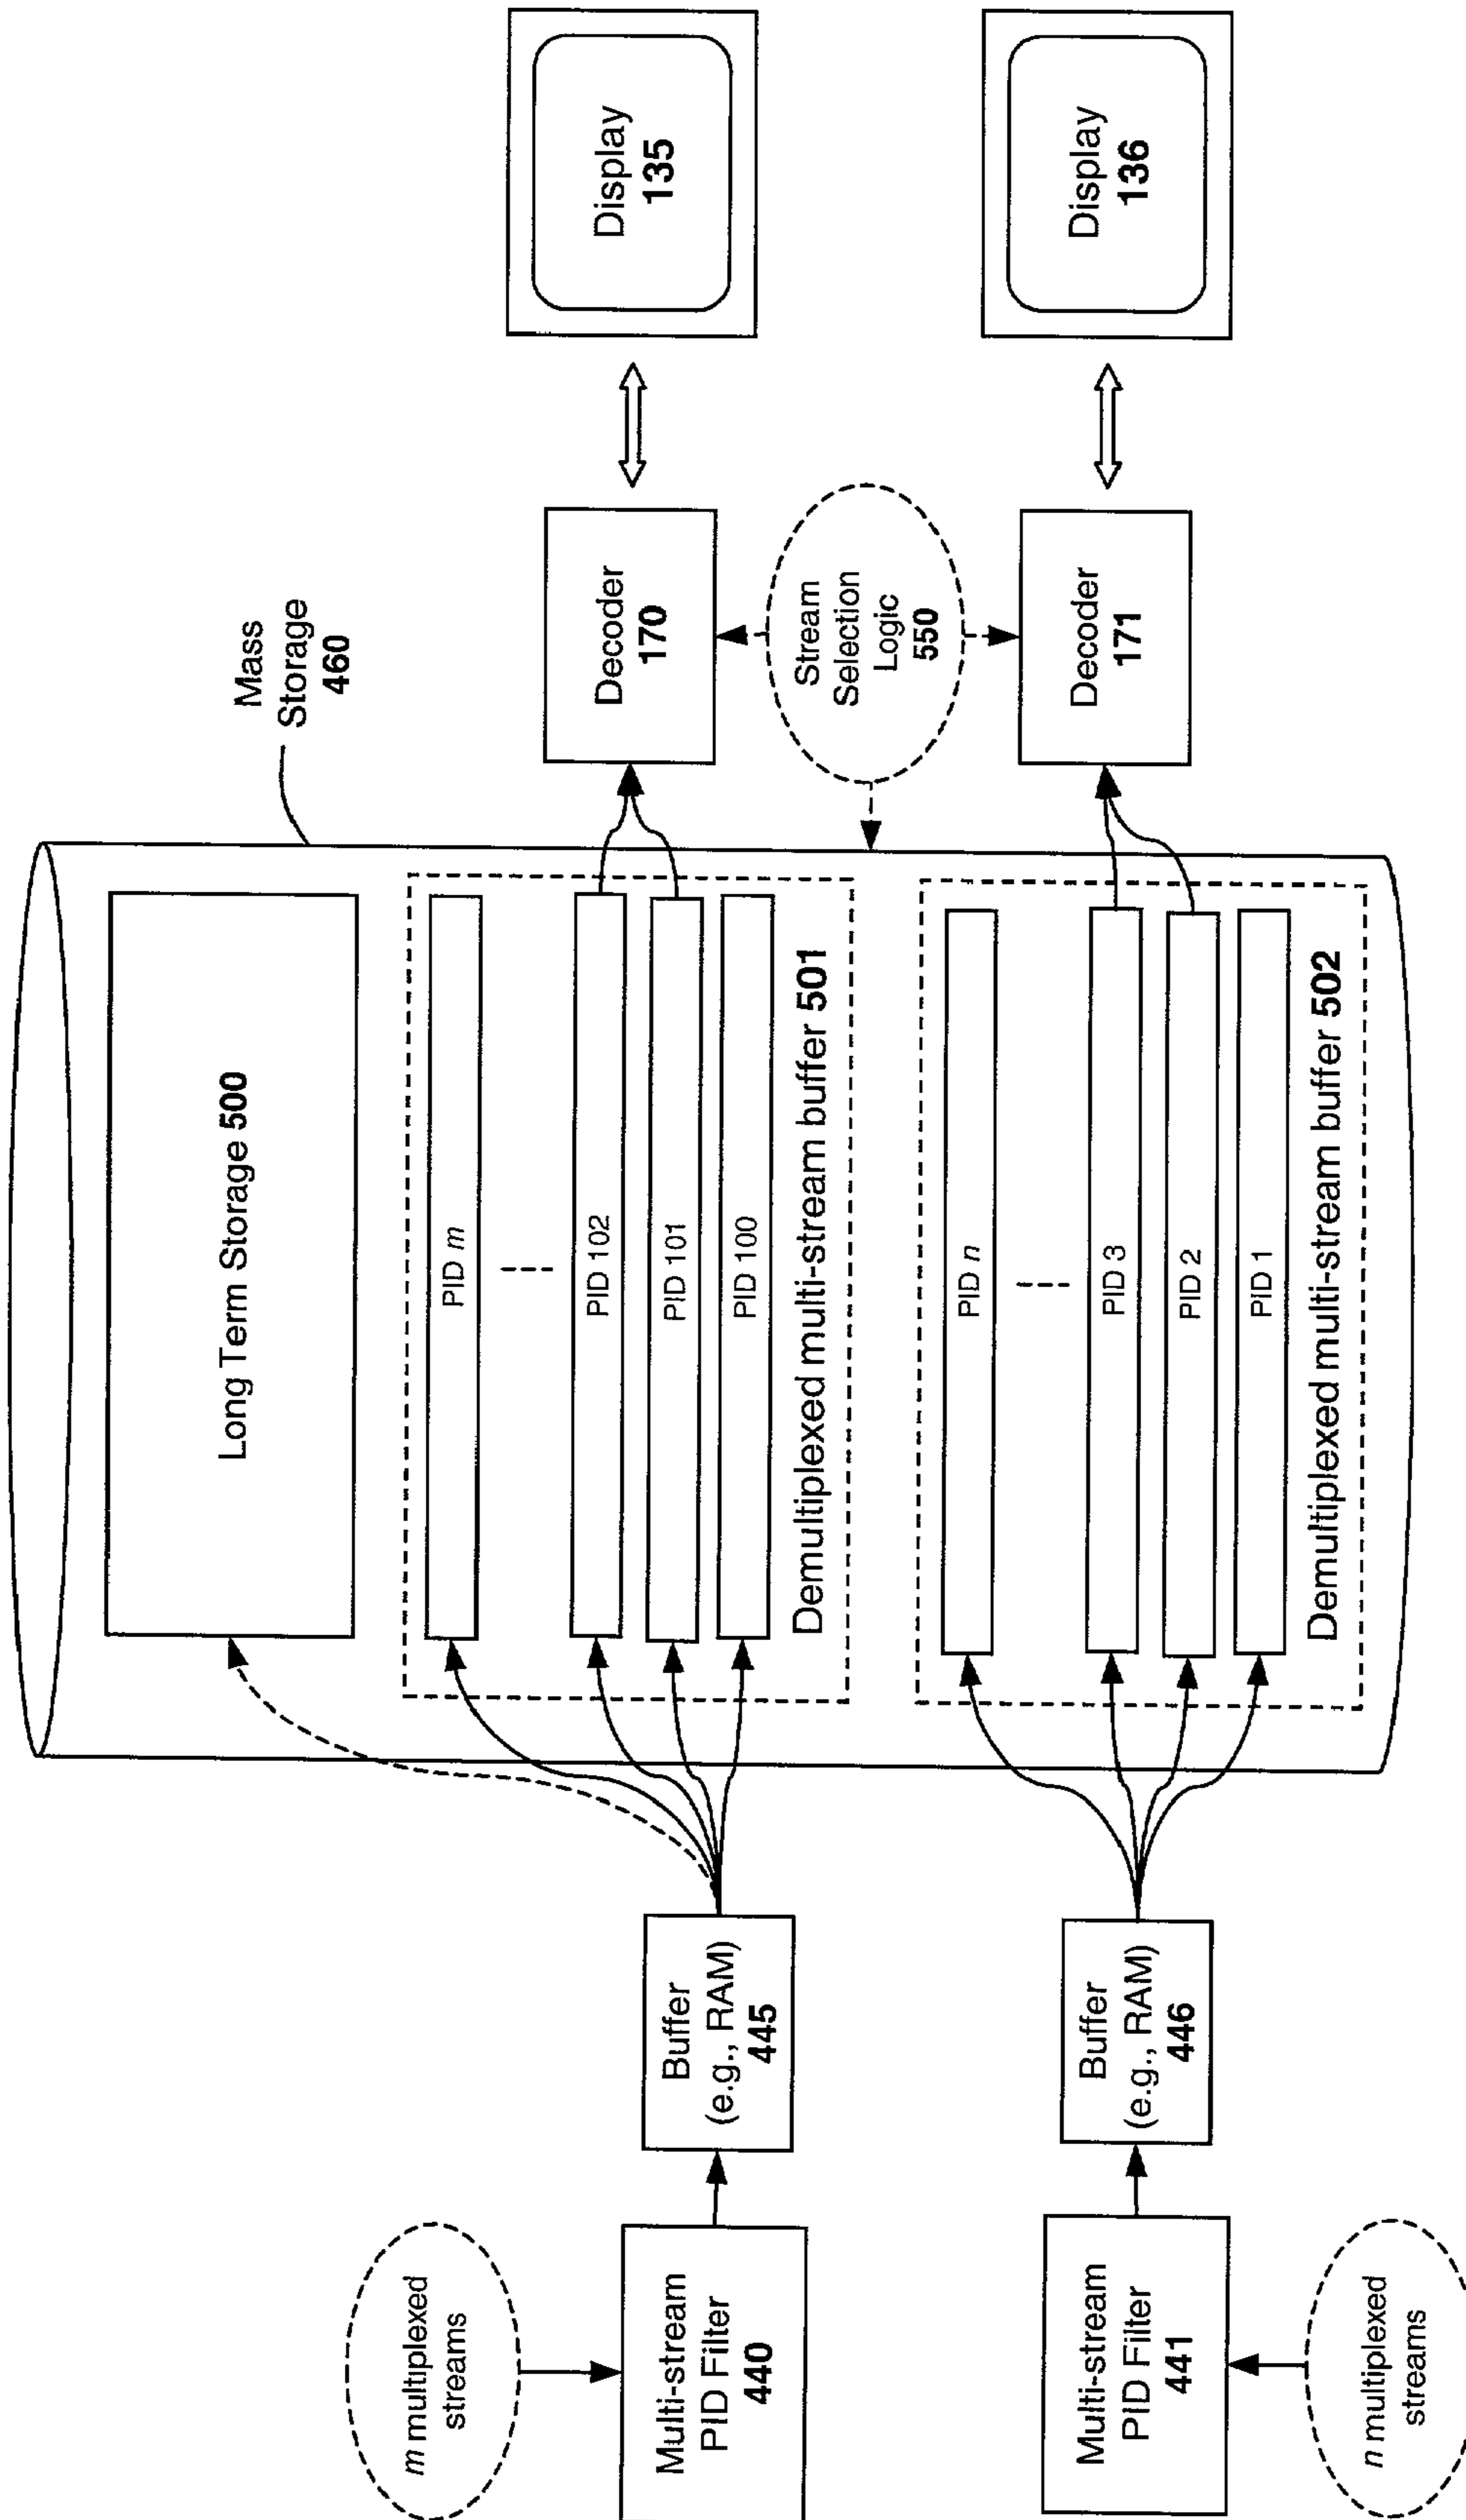 m multiplexed
streams
Multi-stream
PID Filter
440
Buffer
(e.g., RAM)
445
Mass
Storage
460
Long Term Storage 500
PID m
PID 102
PID 101
PID 100
Demultiplexed multi-stream buffer 501
Decoder
170
Display
135
Stream
Selection
Logic
550
n multiplexed
streams
Multi-stream
PID Filter
441
Buffer
(e.g., RAM)
446
PID n
PID 3
PID 2
PID 1
Demultiplexed multi-stream buffer 502
Decoder
171
Display
136